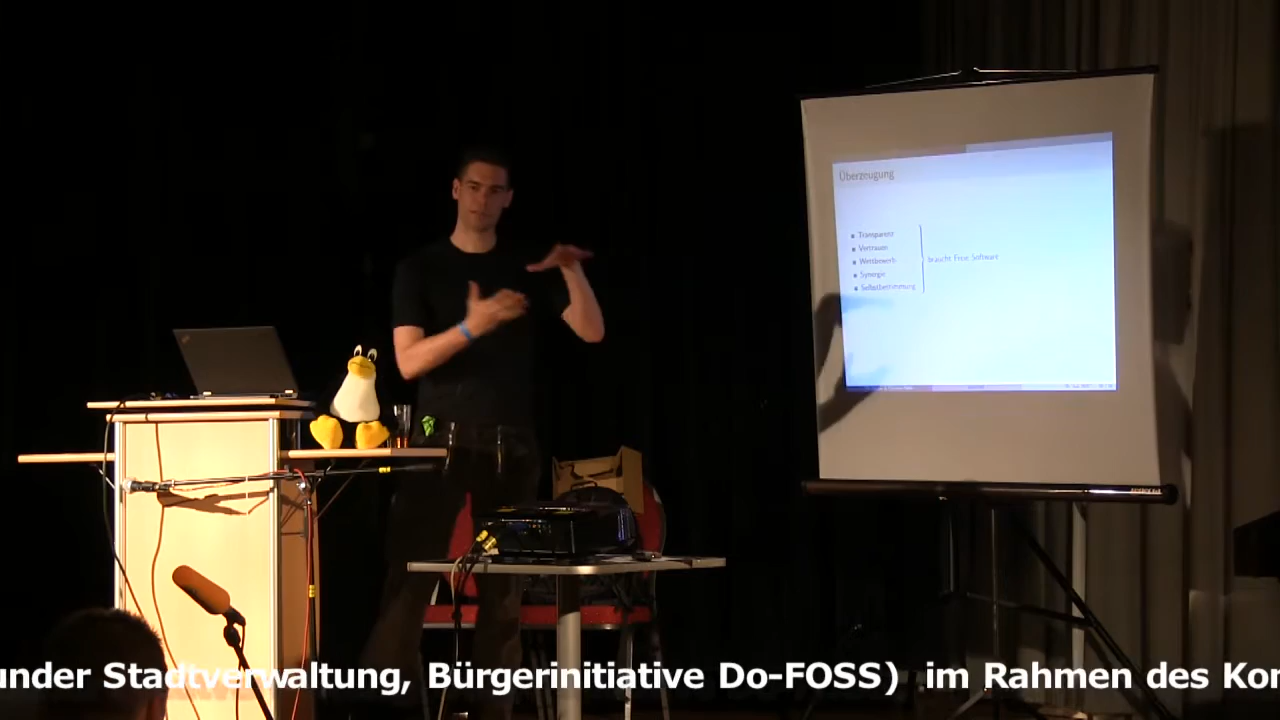 Überzeugung
Transparenz
Vertrauen
Wettbewerb
Synergie
Selbstbestimmung
braucht Freie Software
under Stadtverwaltung, Bürgerinitiative Do-FOSS) im Rahmen des Kon